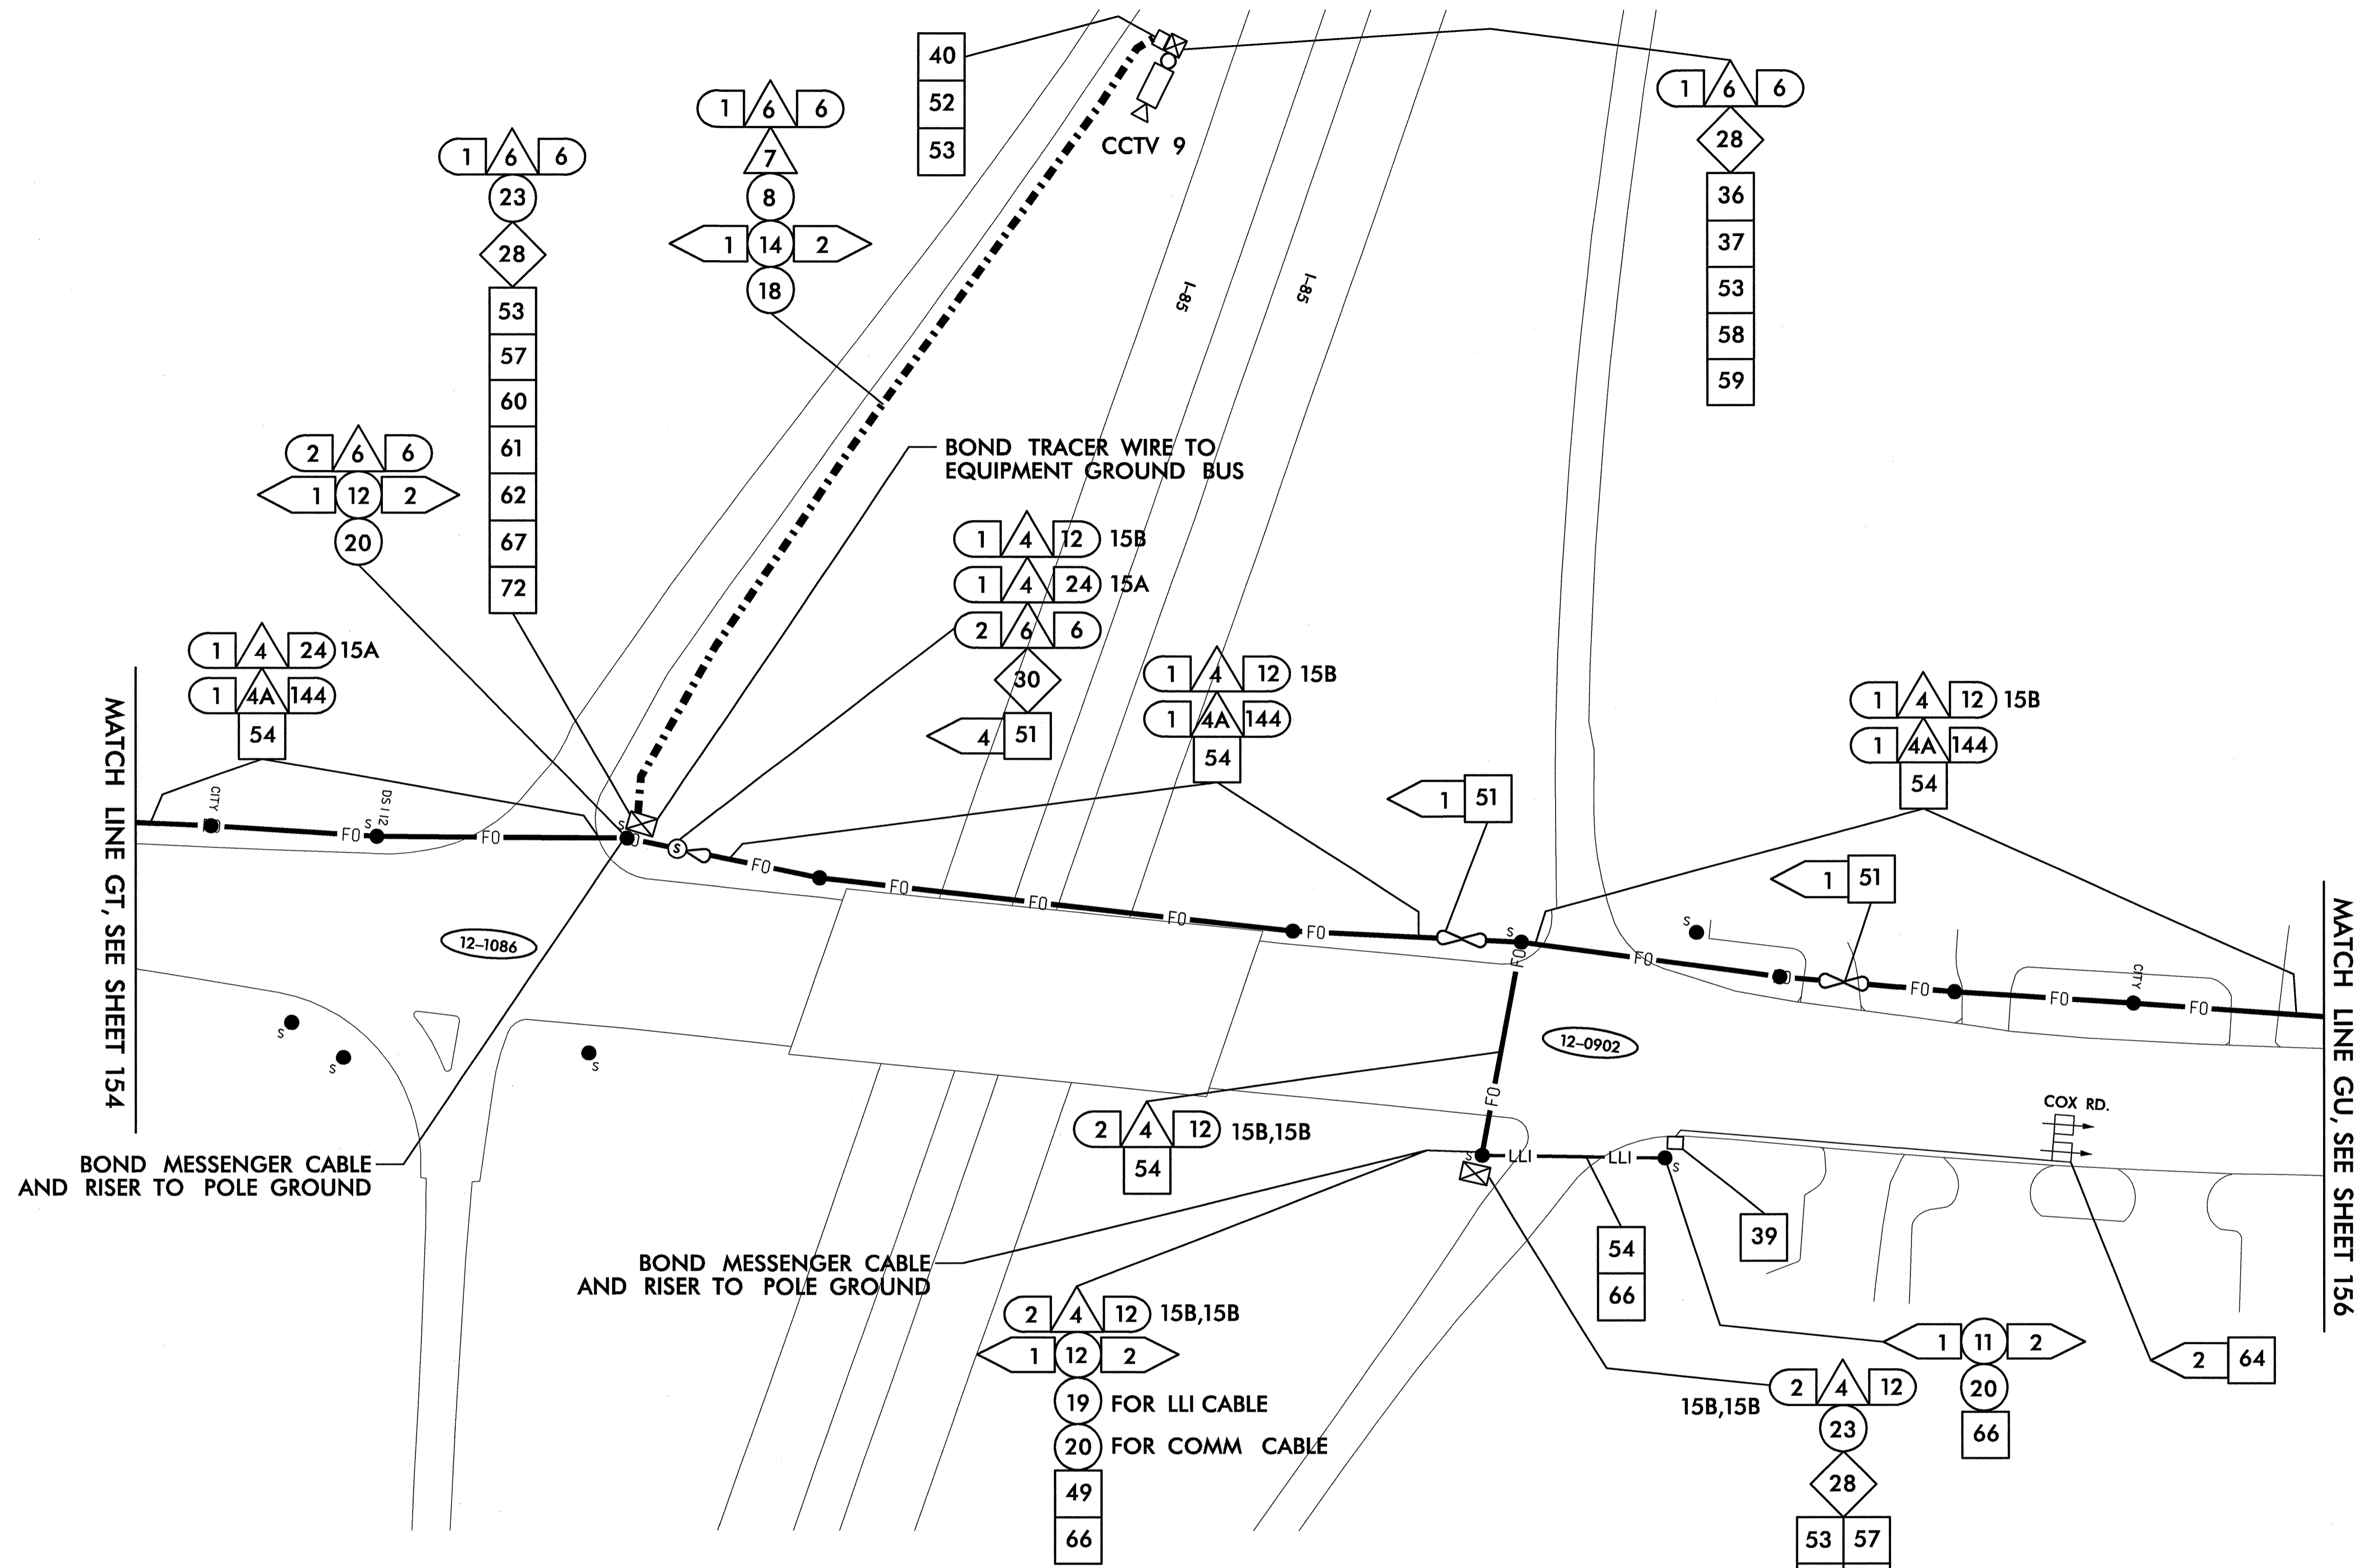 40
52
53
CCTV 9
1 6 6
28
36
37
53
58
59
1 6 6
7
8
1 14 2
18
1 6 6
23
28
53
57
60
61
62
67
72
I-85
I-85
2 6 6
1 12 2
20
BOND TRACER WIRE TO
EQUIPMENT GROUND BUS
1 4 12 15B
1 4 24 15A
2 6 6
30
4 51
1 4 24 15A
1 4A 144
54
1 4 12 15B
1 4A 144
54
1 4 12 15B
1 4A 144
54
1 51
1 51
MATCH LINE GT, SEE SHEET 154
CITY
FO
S
DS 112
FO
S
S
FO
FO
FO
FO
FO
S
FO
FO
S
FO
CITY
FO
FO
MATCH LINE GU, SEE SHEET 156
12-1086
12-0902
S
S
S
FO
COX RD.
2 4 12 15B,15B
54
BOND MESSENGER CABLE
AND RISER TO POLE GROUND
S
LLI
LLI
S
39
54
66
BOND MESSENGER CABLE
AND RISER TO POLE GROUND
2 4 12 15B,15B
1 12 2
19 FOR LLI CABLE
20 FOR COMM CABLE
49
66
1 11 2
20
66
2 64
15B,15B 2 4 12
23
28
53 57